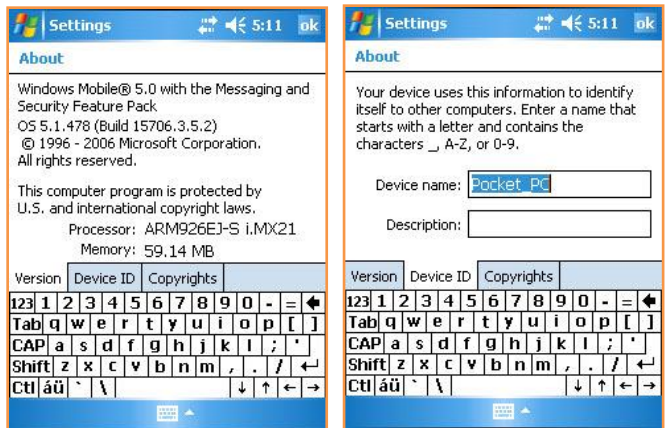 Settings 5:11 ok
About
Windows Mobile® 5.0 with the Messaging and
Security Feature Pack
OS 5.1.478 (Build 15706.3.5.2)
© 1996 - 2006 Microsoft Corporation.
All rights reserved.
This computer program is protected by
U.S. and international copyright laws.
Processor: ARM926EJ-S i.MX21
Memory: 59.14 MB
Version Device ID Copyrights
123 1 2 3 4 5 6 7 8 9 0 - =
Tab q w e r t y u i o p [ ]
CAP a s d f g h j k l ; '
Shift z x c v b n m , . /
Ctl áü ` \ ↓ ↑ ← →
Settings 5:11 ok
About
Your device uses this information to identify
itself to other computers. Enter a name that
starts with a letter and contains the
characters _, A-Z, or 0-9.
Device name: Pocket_PC
Description:
Version Device ID Copyrights
123 1 2 3 4 5 6 7 8 9 0 - =
Tab q w e r t y u i o p [ ]
CAP a s d f g h j k l ; '
Shift z x c v b n m , . /
Ctl áü ` \ ↓ ↑ ← →